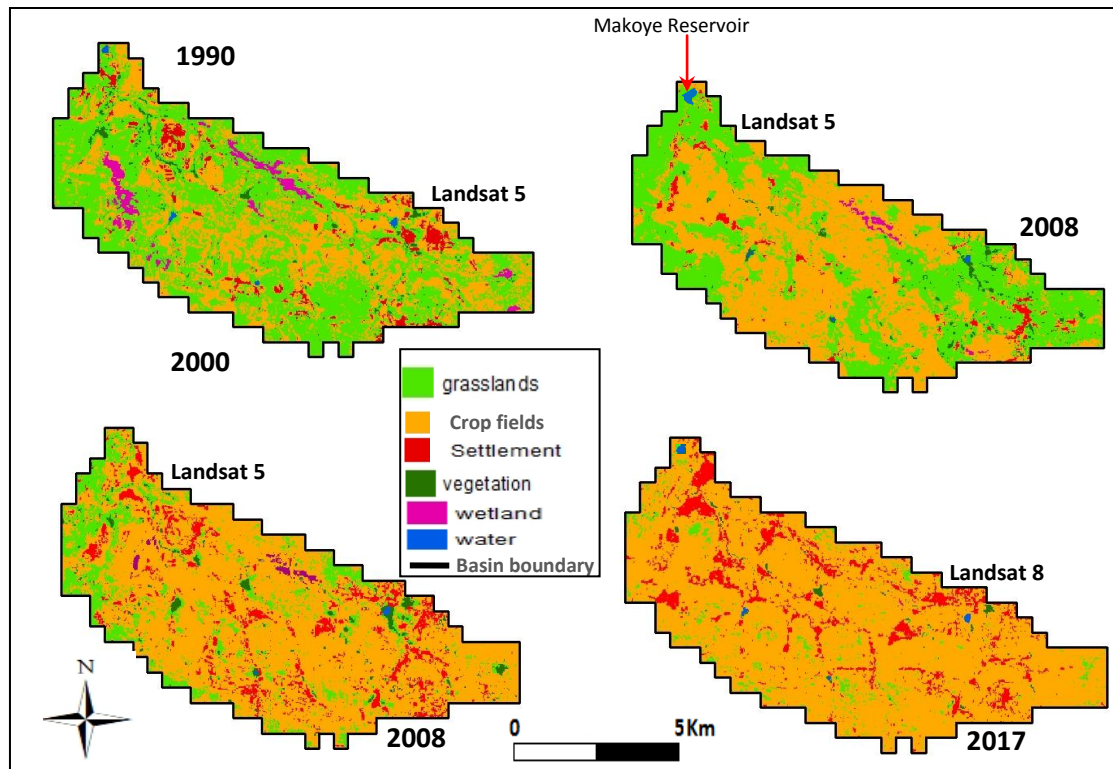 Makoye Reservoir
1990
Landsat 5
Landsat 5
2008
2000
grasslands
Crop fields
Settlement
vegetation
wetland
water
Basin boundary
Landsat 5
Landsat 8
N
2008
0 5Km
2017